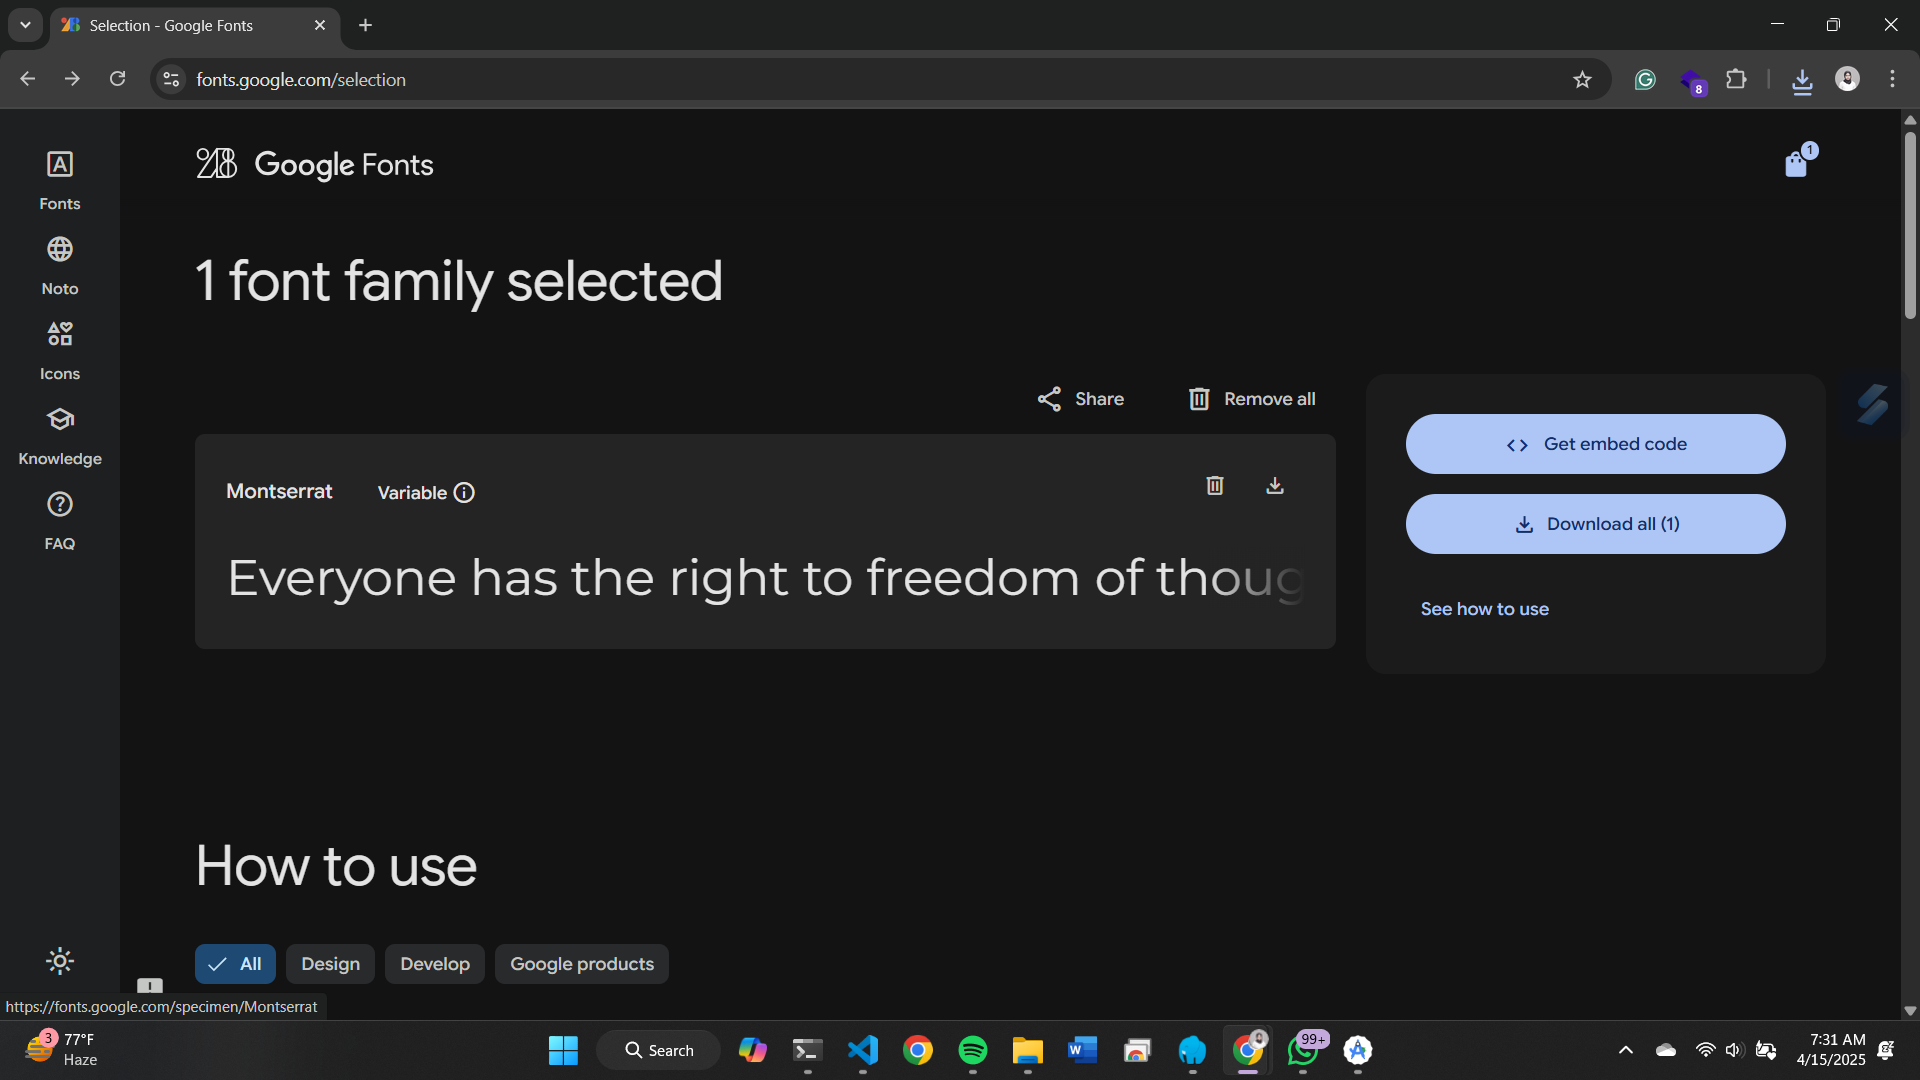 Selection - Google Fonts
fonts.google.com/selection
8
Fonts
Noto
Icons
Knowledge
FAQ
Google Fonts
1
1 font family selected
Share
Remove all
Montserrat
Variable
Everyone has the right to freedom of thoug
Get embed code
Download all (1)
See how to use
How to use
All
Design
Develop
Google products
https://fonts.google.com/specimen/Montserrat
3
77°F
Haze
Search
99+
7:31 AM
4/15/2025